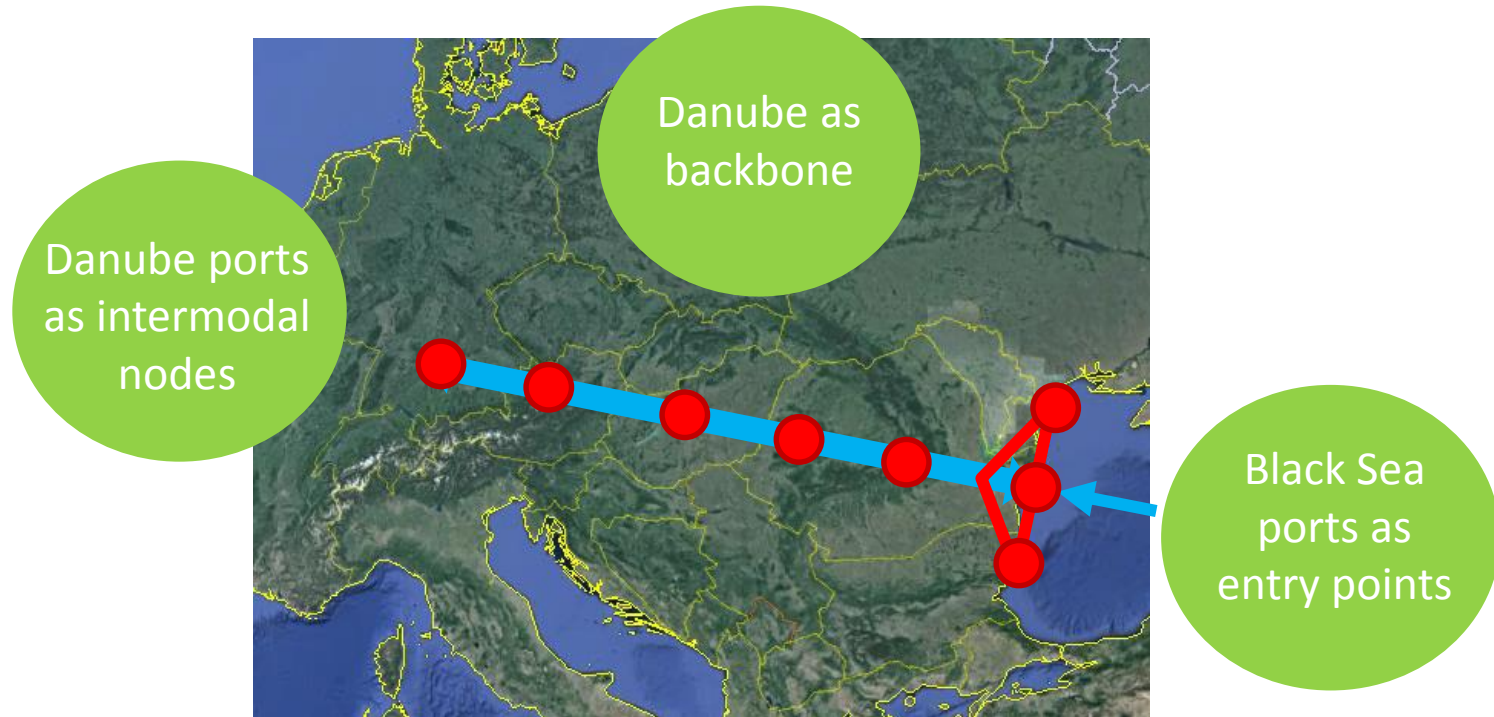 Danube as
backbone
Danube ports
as intermodal
nodes
Black Sea
ports as
entry points